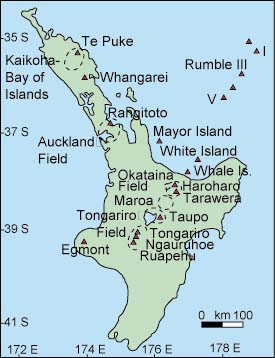 -35 S
Te Puke
Kaikoha-
Bay of
Islands
Whangarei
I
Rumble III
V
Rangitoto
-37 S
Auckland
Field
Mayor Island
White Island
Whale Is.
Okataina
Field
Haroharo
Maroa
Tarawera
Tongariro
Field
Taupo
-39 S
Tongariro
Egmont
Ngauruhoe
Ruapehu
0 km 100
-41 S
172 E
174 E
176 E
178 E